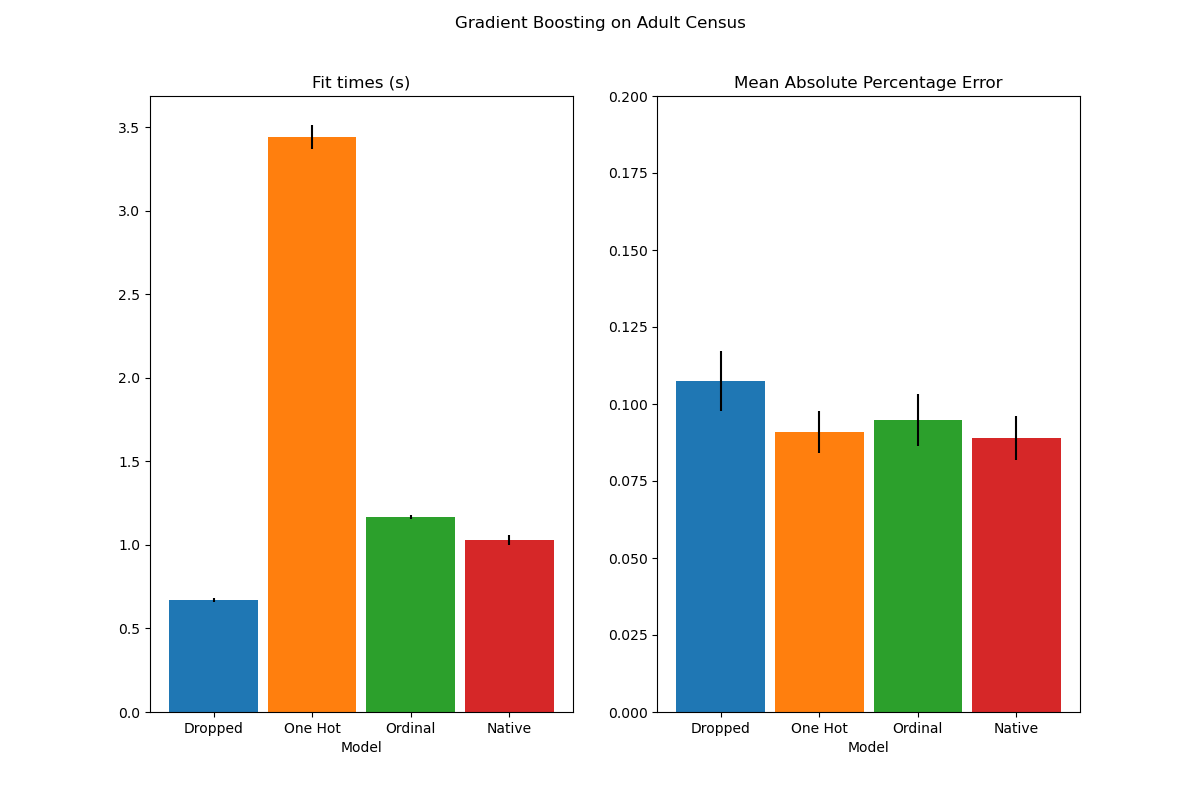 Gradient Boosting on Adult Census
Fit times (s)
3.5
3.0
2.5
2.0
1.5
1.0
0.5
0.0
Dropped One Hot Ordinal Native
Model
Mean Absolute Percentage Error
0.200
0.175
0.150
0.125
0.100
0.075
0.050
0.025
0.000
Dropped One Hot Ordinal Native
Model